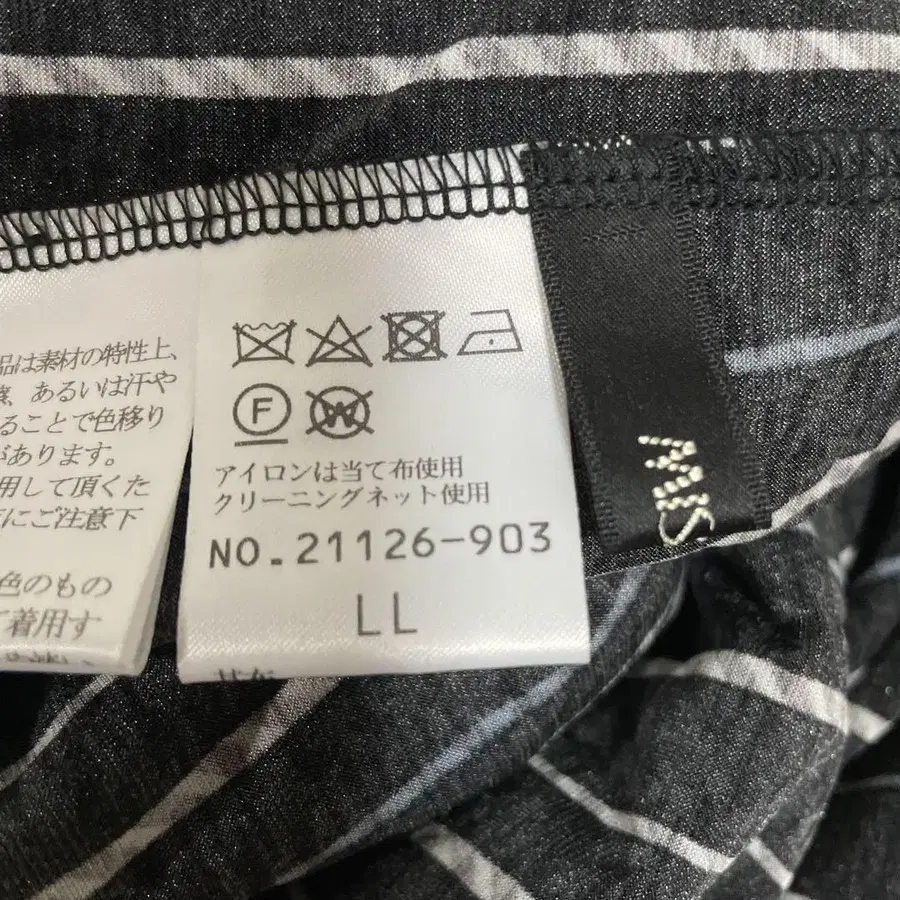 品は素材の特性上、
あるいは汗や
ることで色移り
があります。
用して頂くた
にご注意下
色のもの
て着用す
F
W
アイロンは当て布使用
クリーニングネット使用
NO.21126-903
LL
MIS